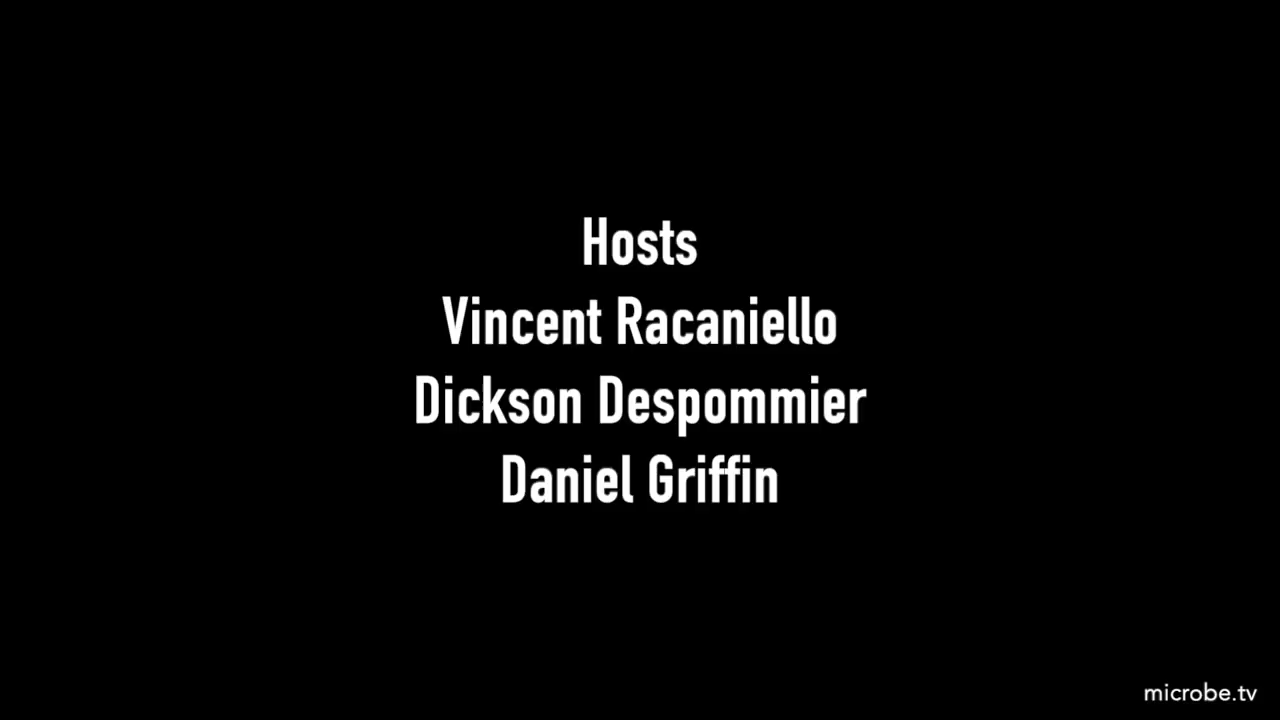 Hosts
Vincent Racaniello
Dickson Despommier
Daniel Griffin
microbe.tv